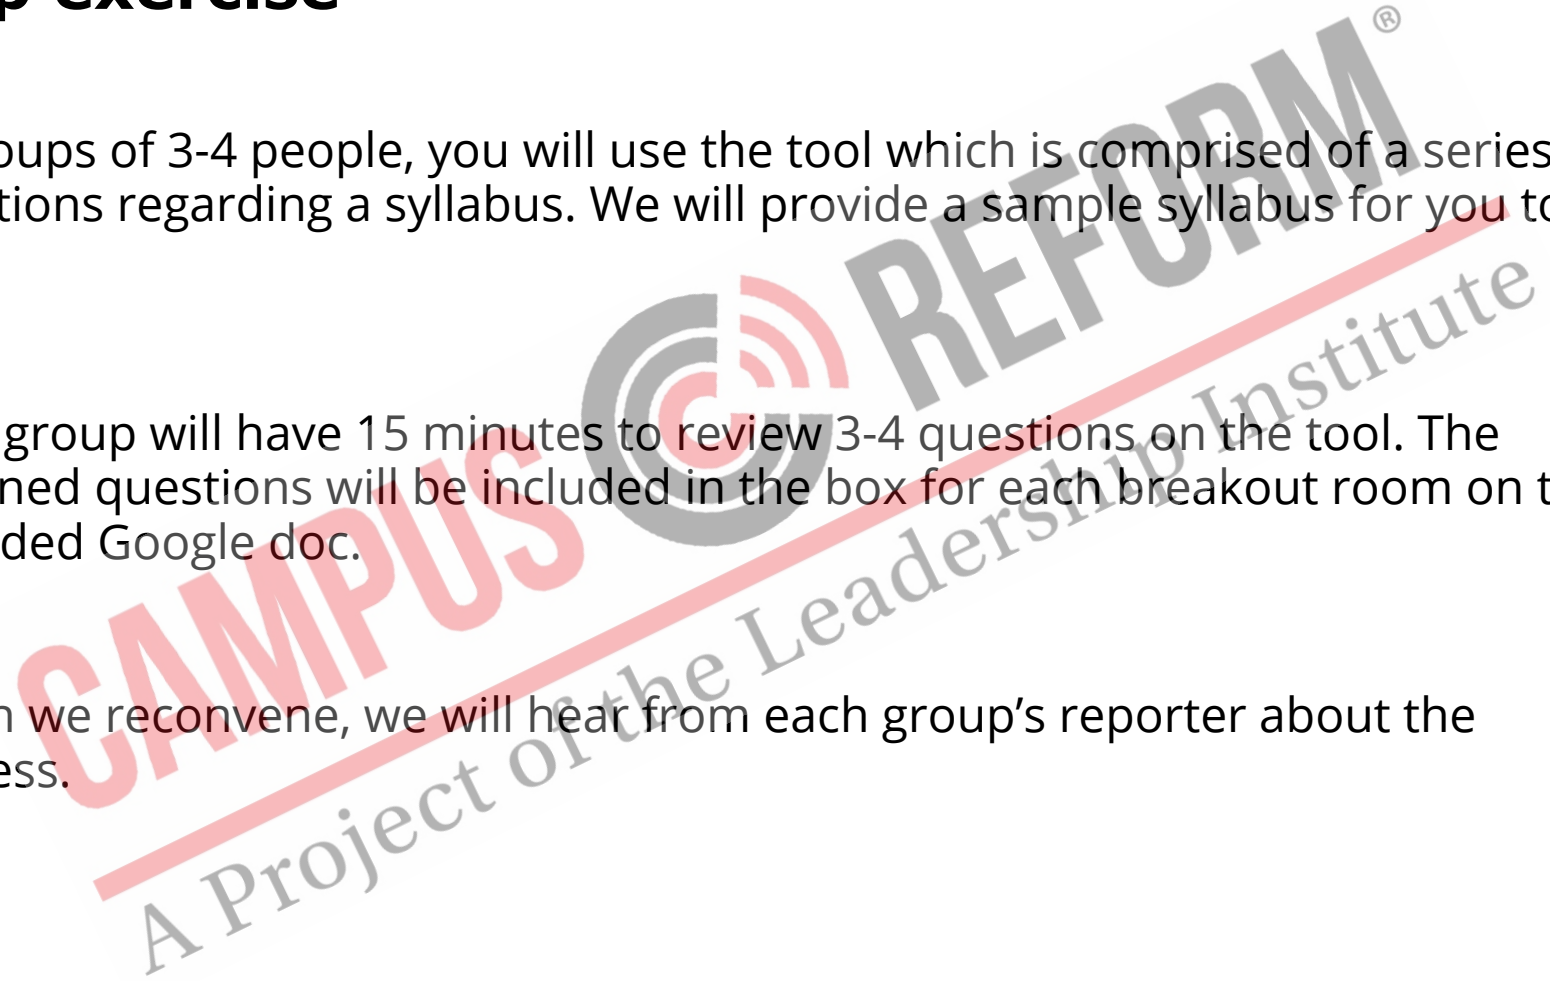 p exercise
oups of 3-4 people, you will use the tool which is comprised of a series
tions regarding a syllabus. We will provide a sample syllabus for you to
group will have 15 minutes to review 3-4 questions on the tool. The
ned questions will be included in the box for each breakout room on t
ded Google doc.
n we reconvene, we will hear from each group’s reporter about the
ess.
CAMPUS REFORM®
A Project of the Leadership Institute